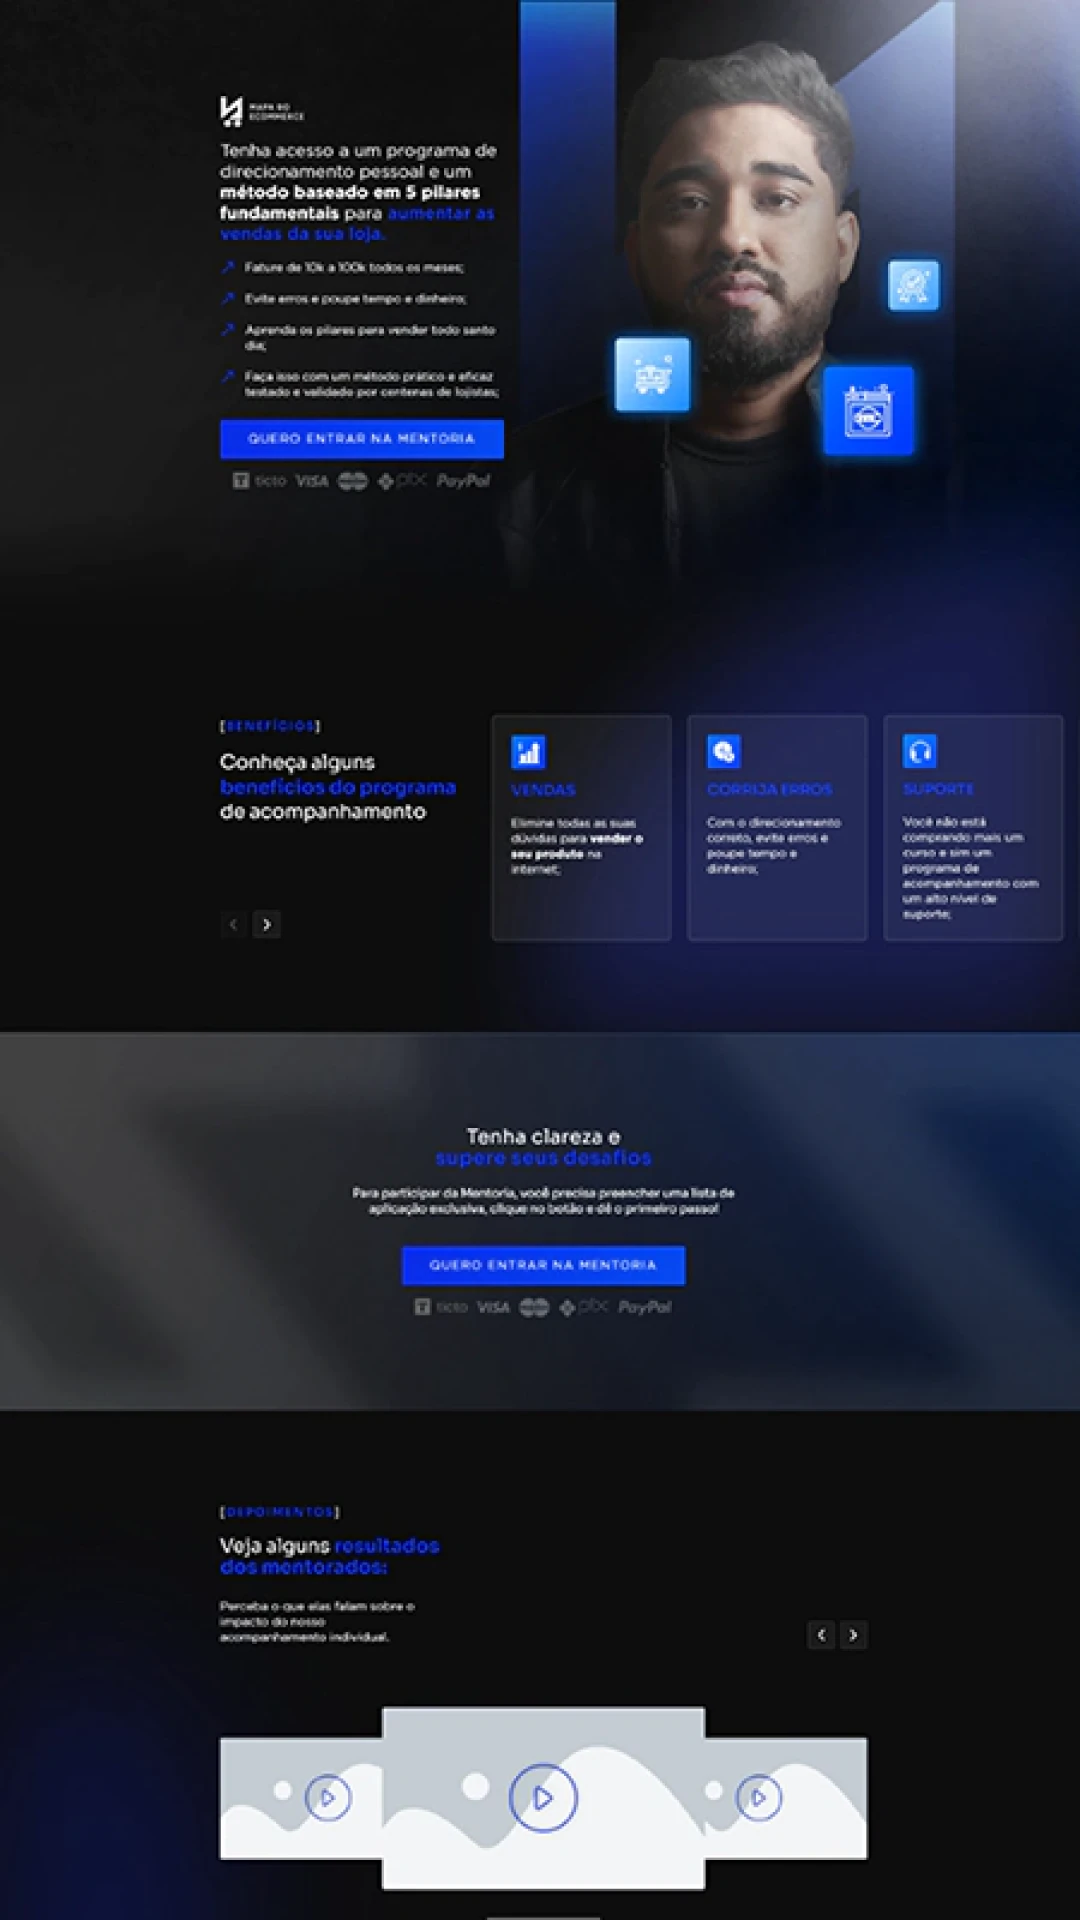 MAPA DO
ECOMMERCE
Tenha acesso a um programa de
direcionamento pessoal e um
método baseado em 5 pilares
fundamentais para aumentar as
vendas da sua loja.
Fature de 10k a 100k todos os meses;
Evite erros e poupe tempo e dinheiro;
Aprenda os pilares para vender todo santo
dia;
Faça isso com um método prático e eficaz
testado e validado por centenas de lojistas;
QUERO ENTRAR NA MENTORIA
ticto VISA pix PayPal
[BENEFÍCIOS]
Conheça alguns
benefícios do programa
de acompanhamento
VENDAS
Elimine todas as suas
dúvidas para vender o
seu produto na
internet;
CORRIJA ERROS
Com o direcionamento
correto, evite erros e
poupe tempo e
dinheiro;
SUPORTE
Você não está
comprando mais um
curso e sim um
programa de
acompanhamento com
um alto nível de
suporte;
Tenha clareza e
supere seus desafios
Para participar da Mentoria, você precisa preencher uma lista de
aplicação exclusiva, clique no botão e dê o primeiro passo!
QUERO ENTRAR NA MENTORIA
ticto VISA pix PayPal
[DEPOIMENTOS]
Veja alguns resultados
dos mentorados:
Perceba o que elas falam sobre o
impacto do nosso
acompanhamento individual.